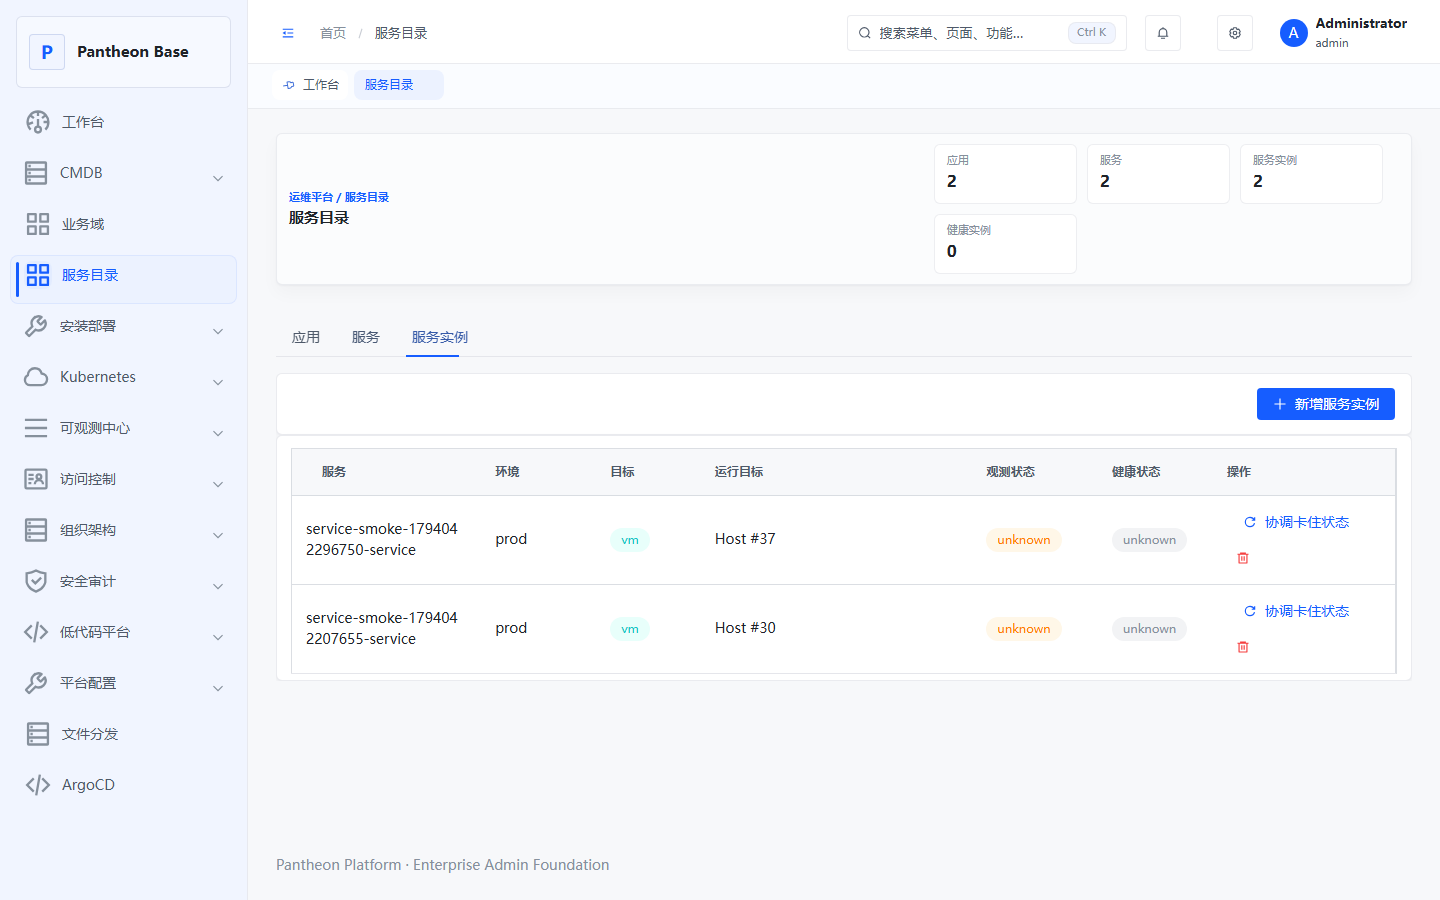 P
Pantheon Base
工作台
CMDB
业务域
服务目录
安装部署
Kubernetes
可观测中心
访问控制
组织架构
安全审计
低代码平台
平台配置
文件分发
ArgoCD
首页 / 服务目录
搜索菜单、页面、功能...
Ctrl K
A
Administrator
admin
工作台
服务目录
运维平台 / 服务目录
服务目录
应用
2
服务
2
服务实例
2
健康实例
0
应用 服务 服务实例
新增服务实例
服务 环境 目标 运行目标 观测状态 健康状态 操作
service-smoke-179404
2296750-service
prod vm Host #37 unknown unknown 协调卡住状态
service-smoke-179404
2207655-service
prod vm Host #30 unknown unknown 协调卡住状态
Pantheon Platform · Enterprise Admin Foundation